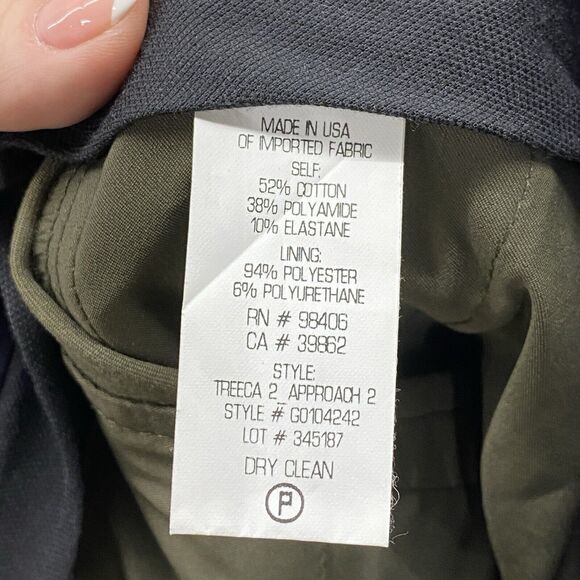 MADE IN USA
OF IMPORTED FABRIC
SELF:
52% COTTON
38% POLYAMIDE
10% ELASTANE
LINING:
94% POLYESTER
6% POLYURETHANE
RN # 98406
CA # 39862
STYLE:
TREECA 2_APPROACH 2
STYLE # G0104242
LOT # 345187
DRY CLEAN
P